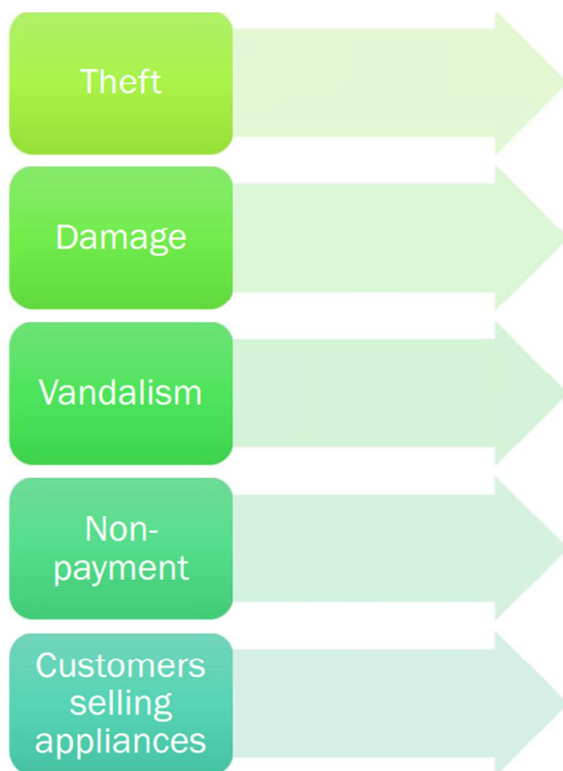 Theft
Damage
Vandalism
Non-
payment
Customers
selling
appliances